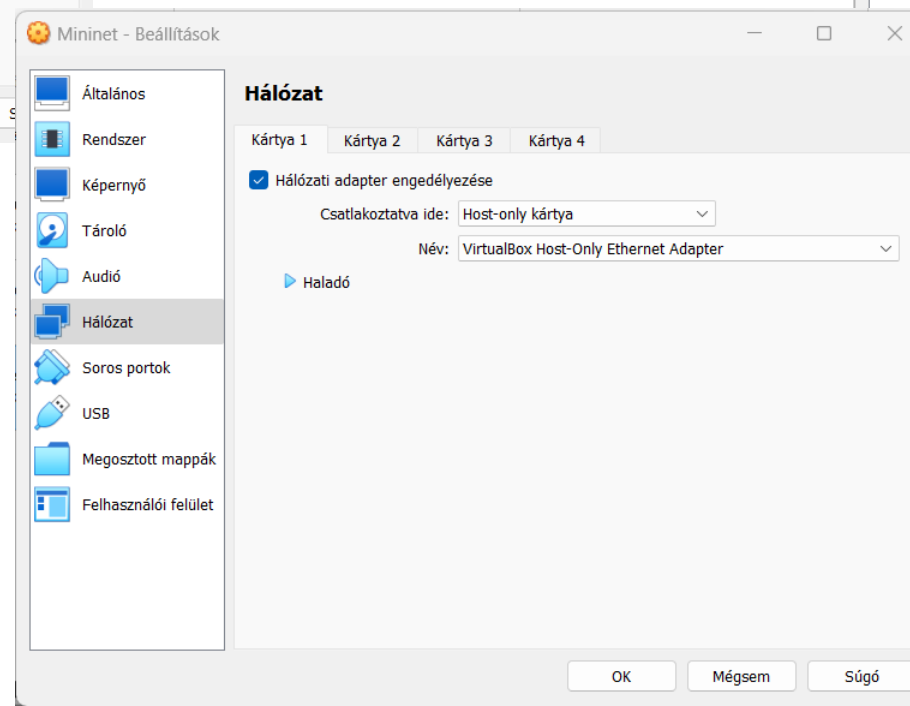 Mininet - Beállítások
Általános
Rendszer
Képernyő
Tároló
Audió
Hálózat
Soros portok
USB
Megosztott mappák
Felhasználói felület
Hálózat
Kártya 1 Kártya 2 Kártya 3 Kártya 4
Hálózati adapter engedélyezése
Csatlakoztatva ide: Host-only kártya
Név: VirtualBox Host-Only Ethernet Adapter
Haladó
OK Mégsem Súgó